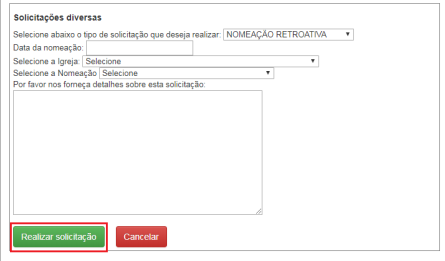 Solicitações diversas
Selecione abaixo o tipo de solicitação que deseja realizar: NOMEAÇÃO RETROATIVA
Data da nomeação:
Selecione a Igreja: Selecione
Selecione a Nomeação Selecione
Por favor nos forneça detalhes sobre esta solicitação:
Realizar solicitação Cancelar